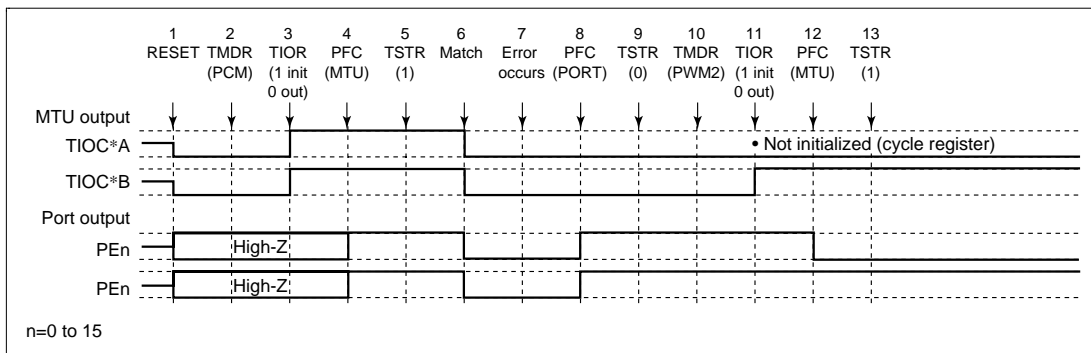 1 2 3 4 5 6 7 8 9 10 11 12 13
RESET TMDR TIOR PFC TSTR Match Error PFC TSTR TMDR TIOR PFC TSTR
(PCM) (1 init (MTU) (1) occurs (PORT) (0) (PWM2) (1 init (MTU) (1)
0 out) 0 out)
MTU output
TIOC*A • Not initialized (cycle register)
TIOC*B
Port output
PEn High-Z
PEn High-Z
n=0 to 15